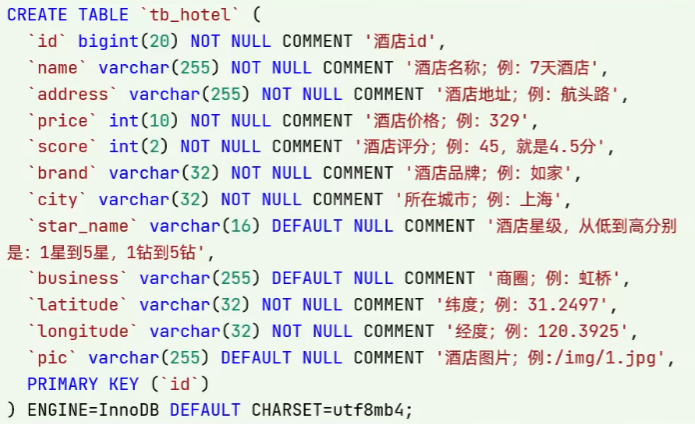 CREATE TABLE `tb_hotel` (
  `id` bigint(20) NOT NULL COMMENT '酒店id',
  `name` varchar(255) NOT NULL COMMENT '酒店名称；例：7天酒店',
  `address` varchar(255) NOT NULL COMMENT '酒店地址；例：航头路',
  `price` int(10) NOT NULL COMMENT '酒店价格；例：329',
  `score` int(2) NOT NULL COMMENT '酒店评分；例：45，就是4.5分',
  `brand` varchar(32) NOT NULL COMMENT '酒店品牌；例：如家',
  `city` varchar(32) NOT NULL COMMENT '所在城市；例：上海',
  `star_name` varchar(16) DEFAULT NULL COMMENT '酒店星级，从低到高分别
是：1星到5星，1钻到5钻',
  `business` varchar(255) DEFAULT NULL COMMENT '商圈；例：虹桥',
  `latitude` varchar(32) NOT NULL COMMENT '纬度；例：31.2497',
  `longitude` varchar(32) NOT NULL COMMENT '经度；例：120.3925',
  `pic` varchar(255) DEFAULT NULL COMMENT '酒店图片；例:/img/1.jpg',
  PRIMARY KEY (`id`)
) ENGINE=InnoDB DEFAULT CHARSET=utf8mb4;